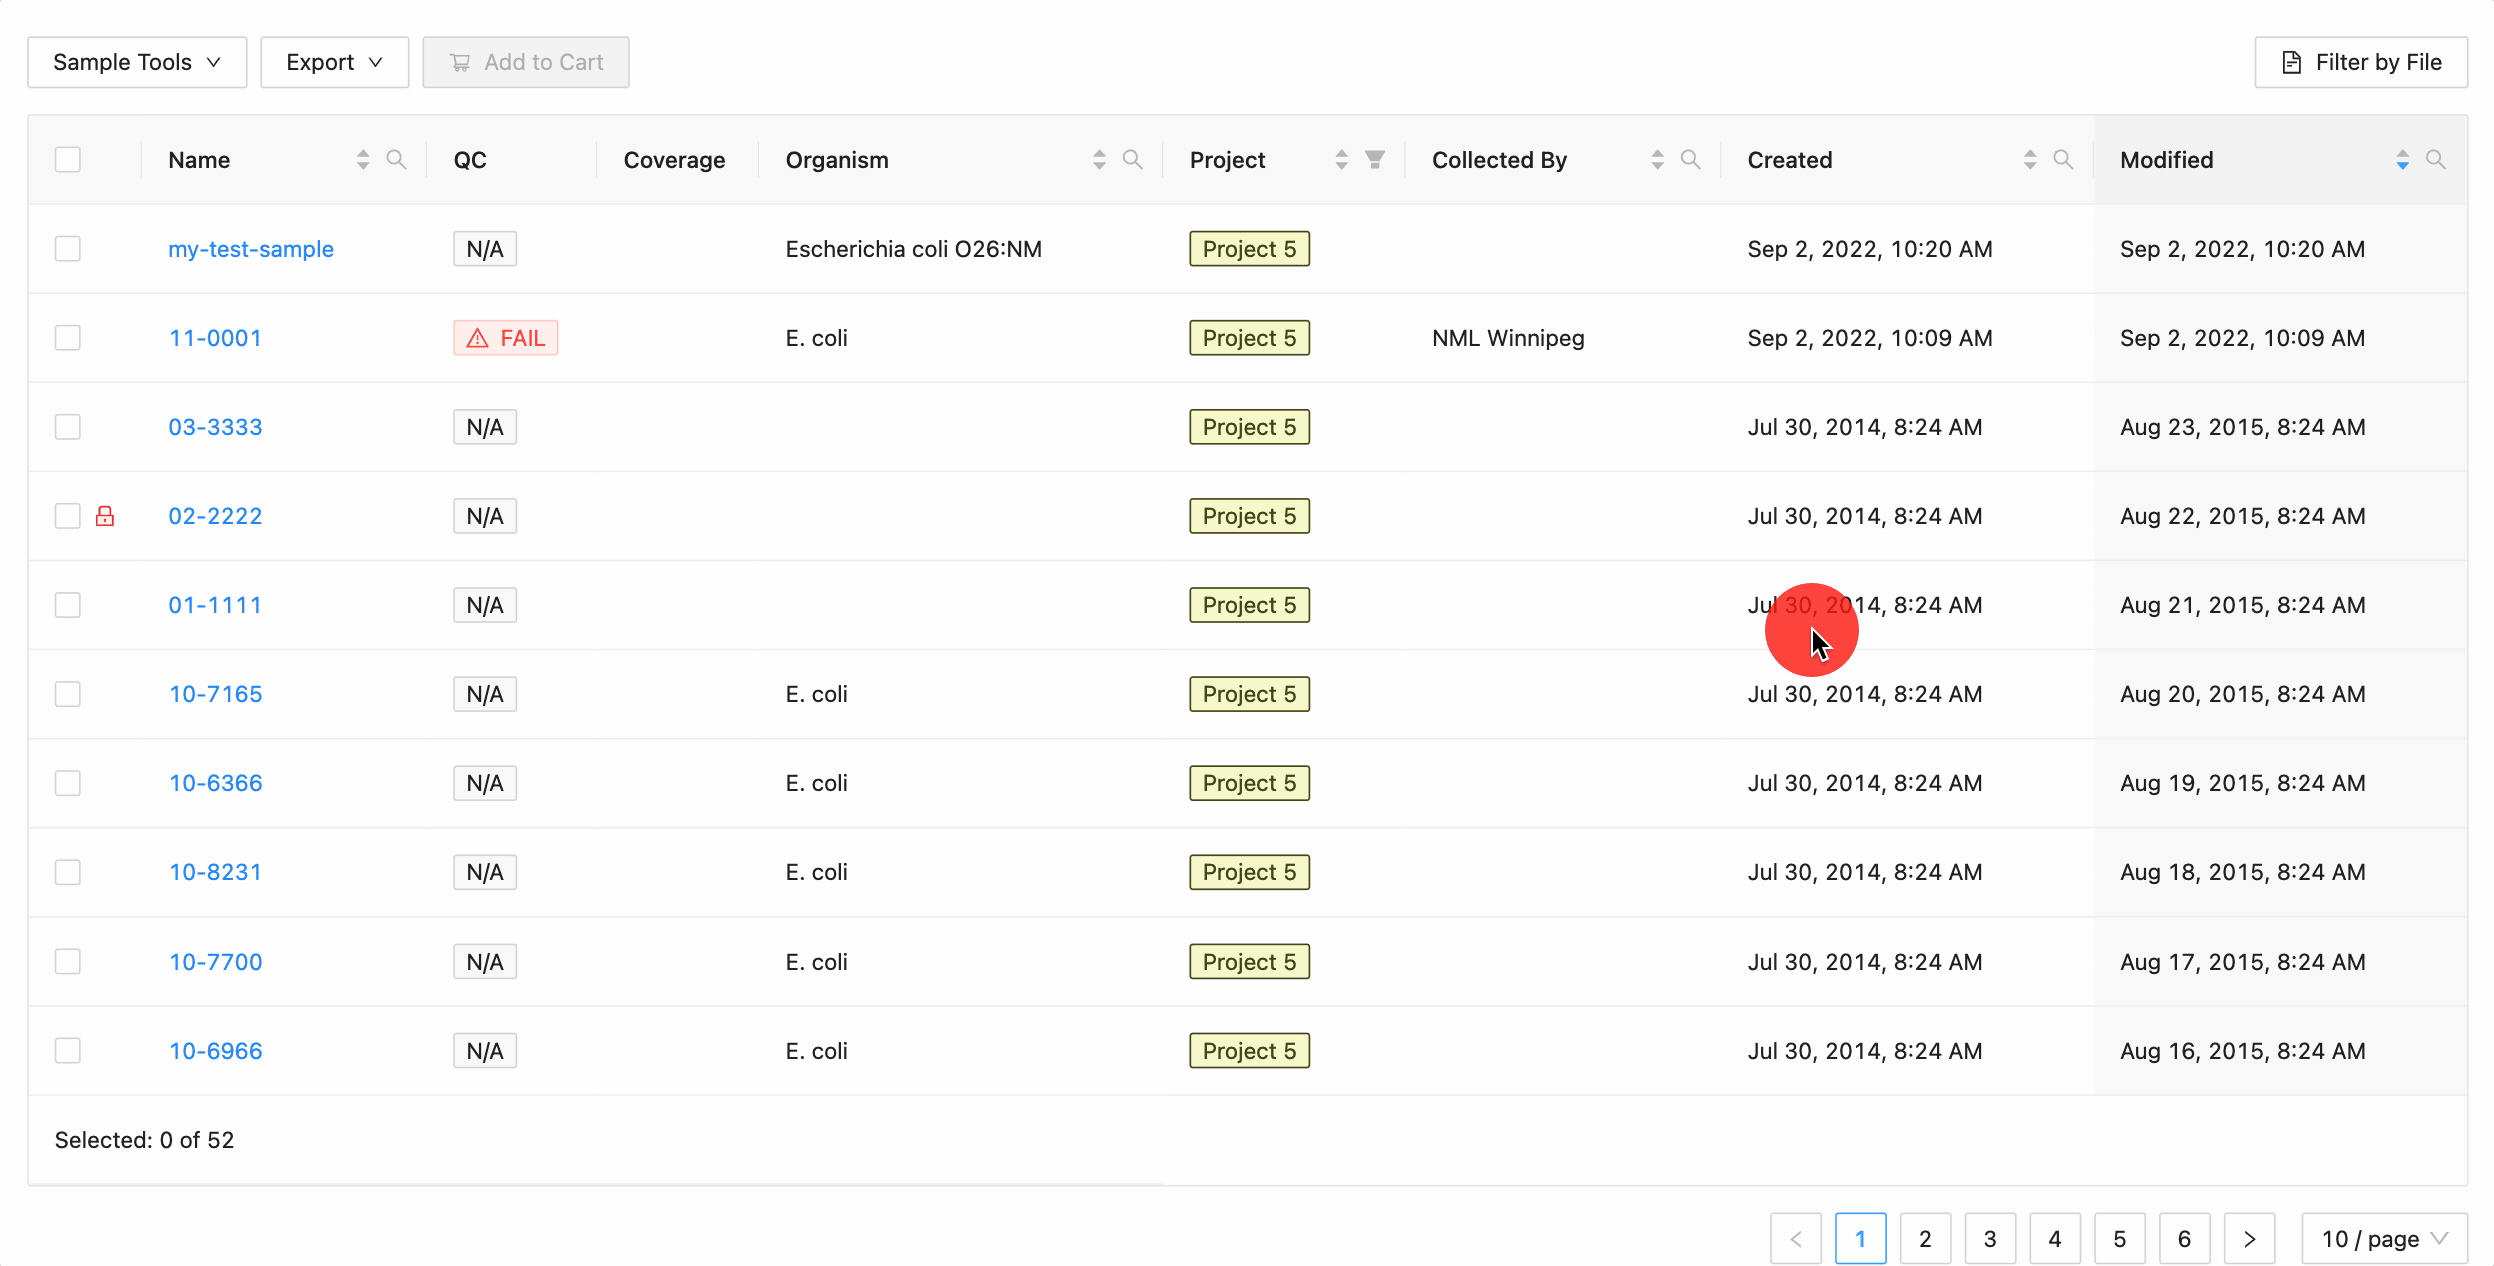 Sample Tools Export Add to Cart Filter by File
Name QC Coverage Organism Project Collected By Created Modified
my-test-sample N/A Escherichia coli O26:NM Project 5 Sep 2, 2022, 10:20 AM Sep 2, 2022, 10:20 AM
11-0001 FAIL E. coli Project 5 NML Winnipeg Sep 2, 2022, 10:09 AM Sep 2, 2022, 10:09 AM
03-3333 N/A Project 5 Jul 30, 2014, 8:24 AM Aug 23, 2015, 8:24 AM
02-2222 N/A Project 5 Jul 30, 2014, 8:24 AM Aug 22, 2015, 8:24 AM
01-1111 N/A Project 5 Jul 30, 2014, 8:24 AM Aug 21, 2015, 8:24 AM
10-7165 N/A E. coli Project 5 Jul 30, 2014, 8:24 AM Aug 20, 2015, 8:24 AM
10-6366 N/A E. coli Project 5 Jul 30, 2014, 8:24 AM Aug 19, 2015, 8:24 AM
10-8231 N/A E. coli Project 5 Jul 30, 2014, 8:24 AM Aug 18, 2015, 8:24 AM
10-7700 N/A E. coli Project 5 Jul 30, 2014, 8:24 AM Aug 17, 2015, 8:24 AM
10-6966 N/A E. coli Project 5 Jul 30, 2014, 8:24 AM Aug 16, 2015, 8:24 AM
Selected: 0 of 52
< 1 2 3 4 5 6 > 10 / page